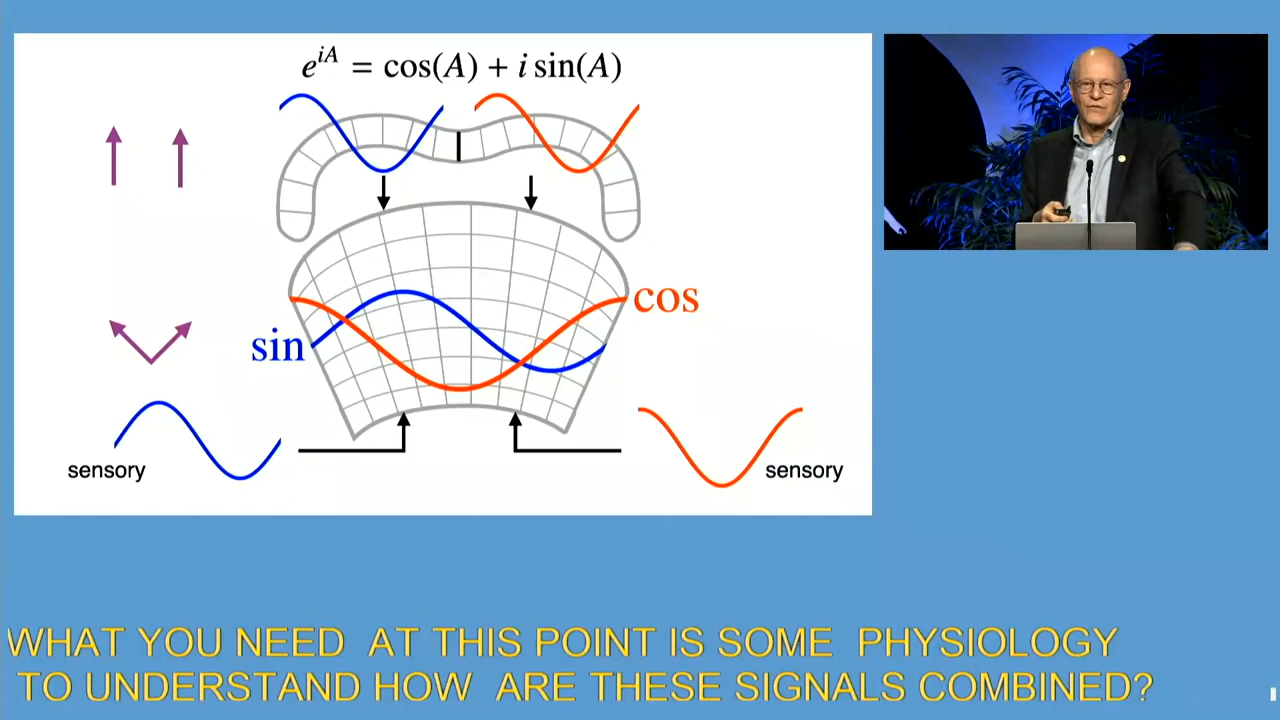 e^{iA} = cos(A) + i sin(A)
cos
sin
sensory
sensory
WHAT YOU NEED AT THIS POINT IS SOME PHYSIOLOGY
TO UNDERSTAND HOW ARE THESE SIGNALS COMBINED?